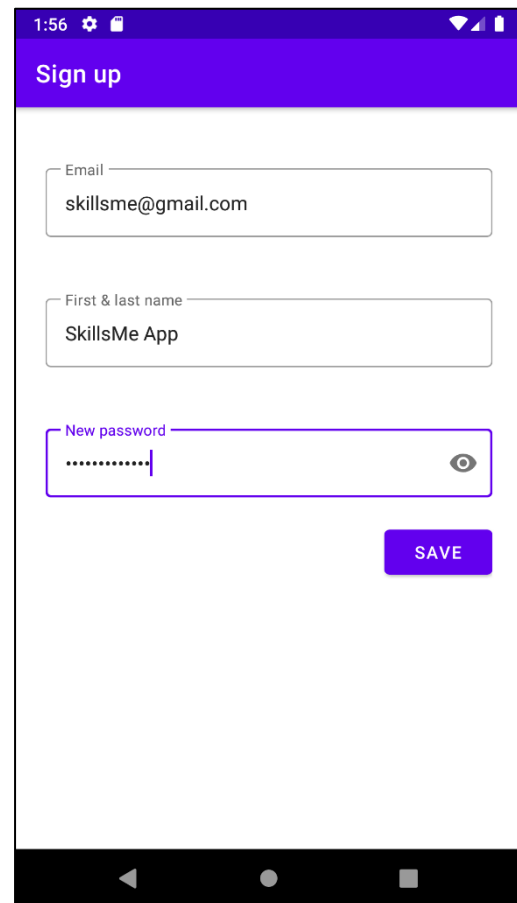 1:56
Sign up
Email
skillsme@gmail.com
First & last name
SkillsMe App
New password
•••••••••••••
SAVE